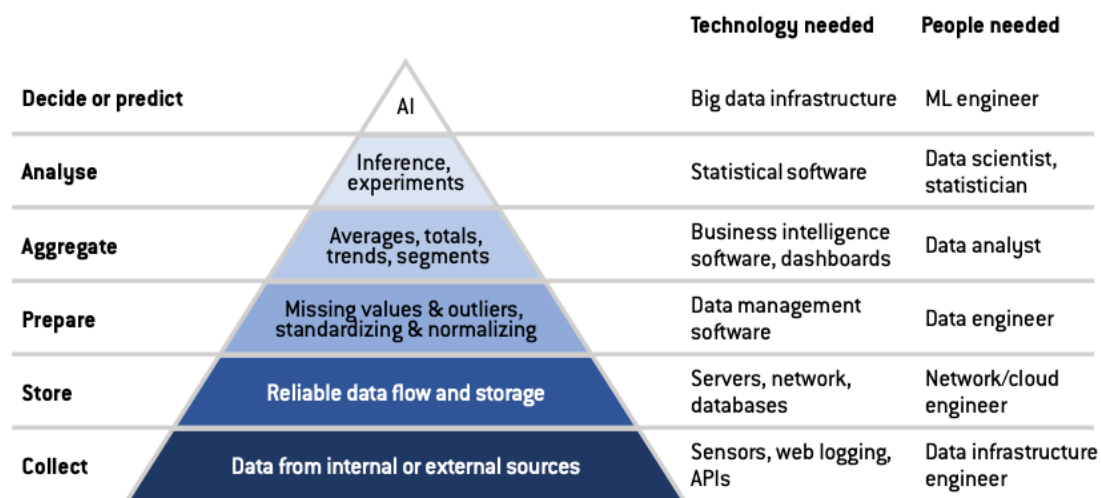 Technology needed People needed
Decide or predict AI Big data infrastructure ML engineer
Analyse
Inference,
experiments
Statistical software
Data scientist,
statistician
Aggregate
Averages, totals,
trends, segments
Business intelligence
software, dashboards
Data analyst
Prepare
Missing values & outliers,
standardizing & normalizing
Data management
software
Data engineer
Store
Reliable data flow and storage
Servers, network,
databases
Network/cloud
engineer
Collect
Data from internal or external sources
Sensors, web logging,
APIs
Data infrastructure
engineer